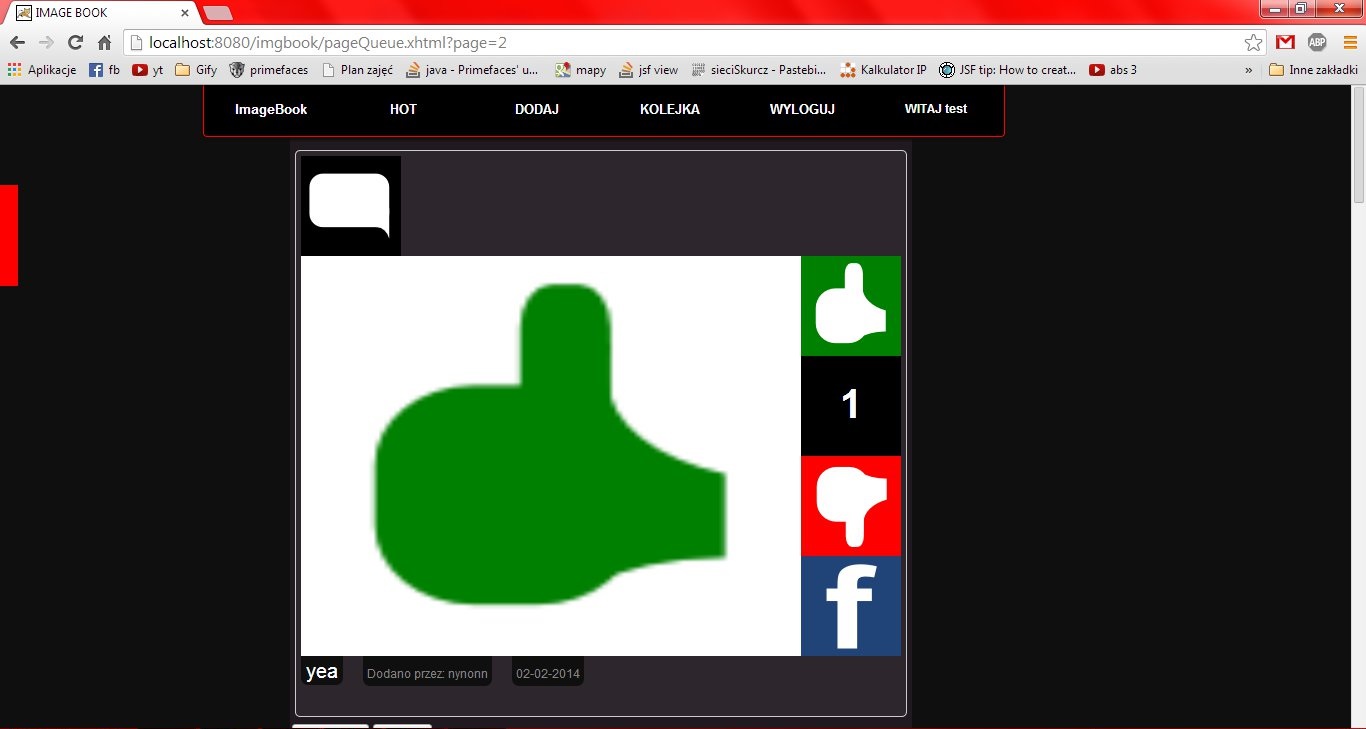 IMAGE BOOK
localhost:8080/imgbook/pageQueue.xhtml?page=2
ABP
Aplikacje fb yt Gify primefaces Plan zajęć java - Primefaces' u... mapy jsf view sieciSkurcz - Pastebi... Kalkulator IP JSF tip: How to creat... abs 3 » Inne zakładki
ImageBook HOT DODAJ KOLEJKA WYLOGUJ WITAJ test
1
f
yea Dodano przez: nynonn 02-02-2014